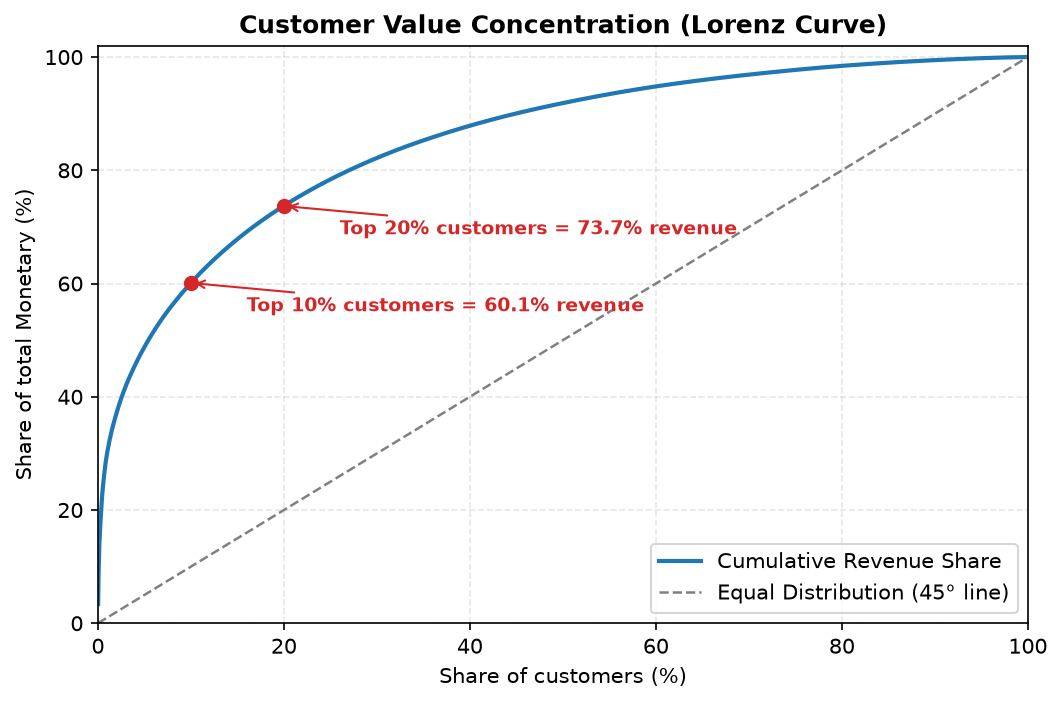 Customer Value Concentration (Lorenz Curve)
Share of total Monetary (%)
100
80
60
40
20
0
Top 20% customers = 73.7% revenue
Top 10% customers = 60.1% revenue
Cumulative Revenue Share
Equal Distribution (45° line)
0 20 40 60 80 100
Share of customers (%)